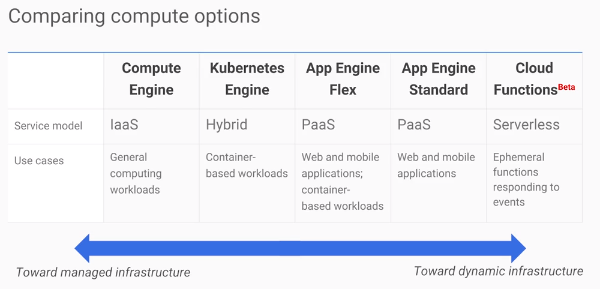 Comparing compute options
Compute Engine	Kubernetes Engine	App Engine Flex	App Engine Standard	Cloud FunctionsBeta
Service model	IaaS	Hybrid	PaaS	PaaS	Serverless
Use cases	General computing workloads	Container-based workloads	Web and mobile applications; container-based workloads	Web and mobile applications	Ephemeral functions responding to events
Toward managed infrastructure	Toward dynamic infrastructure